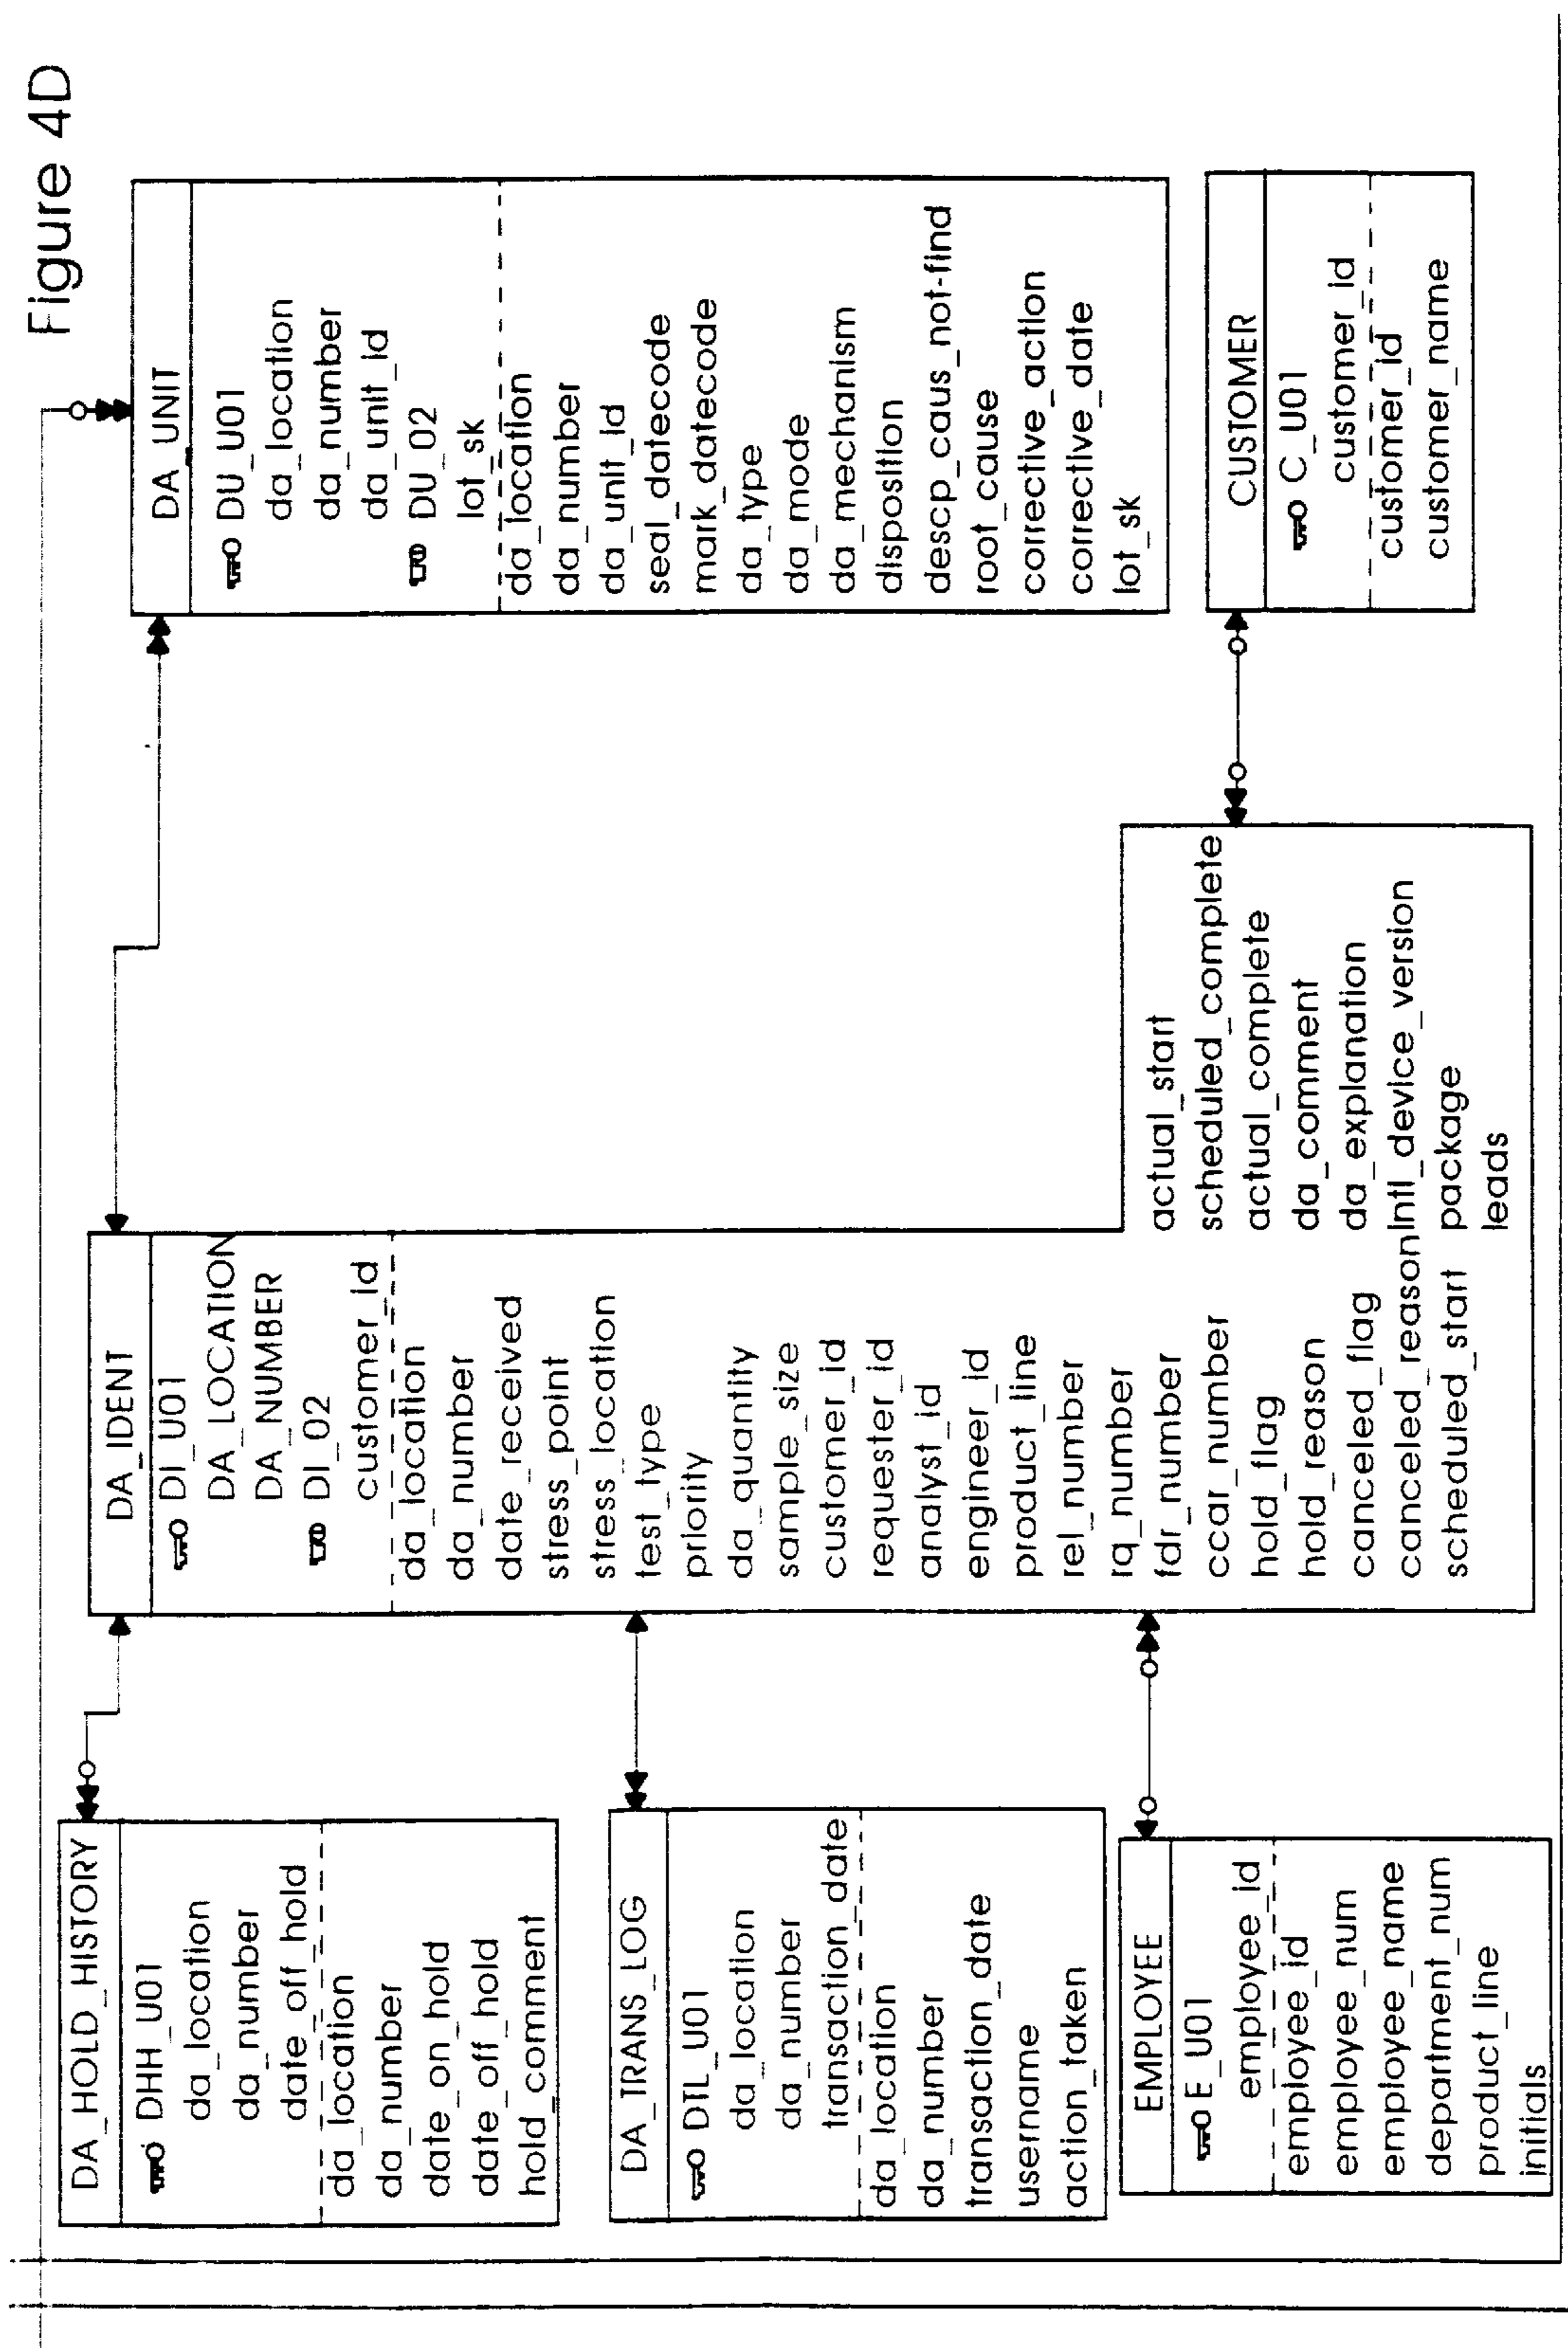 Figure 4D
DA_HOLD_HISTORY
DHH_U01
da_location
da_number
date_off_hold
da_location
da_number
date_on_hold
date_off_hold
hold_comment
DA_TRANS_LOG
DTL_U01
da_location
da_number
transaction_date
da_location
da_number
transaction_date
username
action_taken
EMPLOYEE
E_U01
employee_id
employee_id
employee_num
employee_name
department_num
product_line
initials
DA_IDENT
DI_U01
DA_LOCATION
DA_NUMBER
DI_02
customer_id
da_location
da_number
date_received
stress_point
stress_location
test_type
priority
da_quantity
sample_size
customer_id
requester_id
analyst_id
engineer_id
product_line
rel_number
rq_number
fdr_number
ccar_number
hold_flag
hold_reason
canceled_flag
canceled_reason
scheduled_start
actual_start
scheduled_complete
actual_complete
da_comment
da_explanation
intl_device_version
package
leads
DA_UNIT
DU_U01
da_location
da_number
da_unit_id
DU_02
lot_sk
da_location
da_number
da_unit_id
seal_datecode
mark_datecode
da_type
da_mode
da_mechanism
disposition
descp_caus_not-find
root_cause
corrective_action
corrective_date
lot_sk
CUSTOMER
C_U01
customer_id
customer_id
customer_name